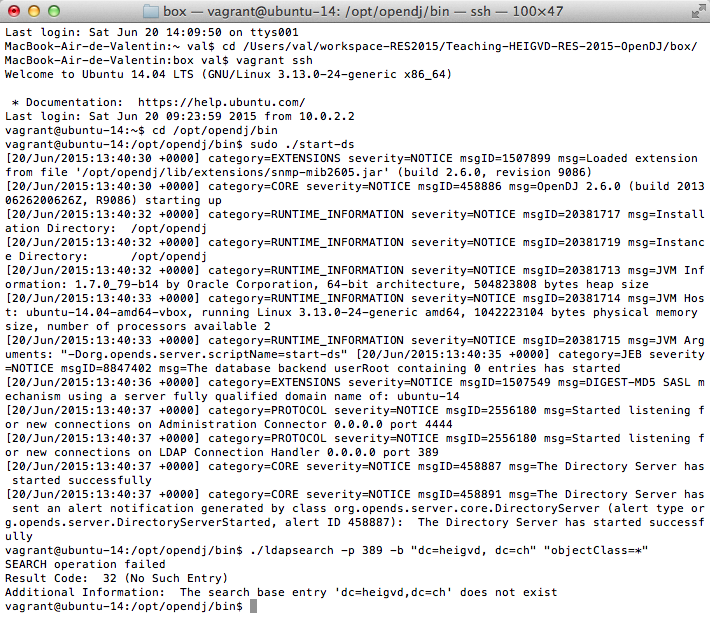 box — vagrant@ubuntu-14: /opt/opendj/bin — ssh — 100×47
Last login: Sat Jun 20 14:09:50 on ttys001
MacBook-Air-de-Valentin:~ val$ cd /Users/val/workspace-RES2015/Teaching-HEIGVD-RES-2015-OpenDJ/box/
MacBook-Air-de-Valentin:box val$ vagrant ssh
Welcome to Ubuntu 14.04 LTS (GNU/Linux 3.13.0-24-generic x86_64)

 * Documentation:  https://help.ubuntu.com/
Last login: Sat Jun 20 09:23:59 2015 from 10.0.2.2
vagrant@ubuntu-14:~$ cd /opt/opendj/bin
vagrant@ubuntu-14:/opt/opendj/bin$ sudo ./start-ds
[20/Jun/2015:13:40:30 +0000] category=EXTENSIONS severity=NOTICE msgID=1507899 msg=Loaded extension
from file '/opt/opendj/lib/extensions/snmp-mib2605.jar' (build 2.6.0, revision 9086)
[20/Jun/2015:13:40:30 +0000] category=CORE severity=NOTICE msgID=458886 msg=OpenDJ 2.6.0 (build 2013
0626200626Z, R9086) starting up
[20/Jun/2015:13:40:32 +0000] category=RUNTIME_INFORMATION severity=NOTICE msgID=20381717 msg=Install
ation Directory:  /opt/opendj
[20/Jun/2015:13:40:32 +0000] category=RUNTIME_INFORMATION severity=NOTICE msgID=20381719 msg=Instanc
e Directory:      /opt/opendj
[20/Jun/2015:13:40:32 +0000] category=RUNTIME_INFORMATION severity=NOTICE msgID=20381713 msg=JVM Inf
ormation: 1.7.0_79-b14 by Oracle Corporation, 64-bit architecture, 504823808 bytes heap size
[20/Jun/2015:13:40:33 +0000] category=RUNTIME_INFORMATION severity=NOTICE msgID=20381714 msg=JVM Hos
t: ubuntu-14.04-amd64-vbox, running Linux 3.13.0-24-generic amd64, 1042223104 bytes physical memory
size, number of processors available 2
[20/Jun/2015:13:40:33 +0000] category=RUNTIME_INFORMATION severity=NOTICE msgID=20381715 msg=JVM Arg
uments: "-Dorg.opends.server.scriptName=start-ds" [20/Jun/2015:13:40:35 +0000] category=JEB severity
=NOTICE msgID=8847402 msg=The database backend userRoot containing 0 entries has started
[20/Jun/2015:13:40:36 +0000] category=EXTENSIONS severity=NOTICE msgID=1507549 msg=DIGEST-MD5 SASL m
echanism using a server fully qualified domain name of: ubuntu-14
[20/Jun/2015:13:40:37 +0000] category=PROTOCOL severity=NOTICE msgID=2556180 msg=Started listening f
or new connections on Administration Connector 0.0.0.0 port 4444
[20/Jun/2015:13:40:37 +0000] category=PROTOCOL severity=NOTICE msgID=2556180 msg=Started listening f
or new connections on LDAP Connection Handler 0.0.0.0 port 389
[20/Jun/2015:13:40:37 +0000] category=CORE severity=NOTICE msgID=458887 msg=The Directory Server has
 started successfully
[20/Jun/2015:13:40:37 +0000] category=CORE severity=NOTICE msgID=458891 msg=The Directory Server has
 sent an alert notification generated by class org.opends.server.core.DirectoryServer (alert type or
g.opends.server.DirectoryServerStarted, alert ID 458887):  The Directory Server has started successf
ully
vagrant@ubuntu-14:/opt/opendj/bin$ ./ldapsearch -p 389 -b "dc=heigvd, dc=ch" "objectClass=*"
SEARCH operation failed
Result Code:  32 (No Such Entry)
Additional Information:  The search base entry 'dc=heigvd,dc=ch' does not exist
vagrant@ubuntu-14:/opt/opendj/bin$